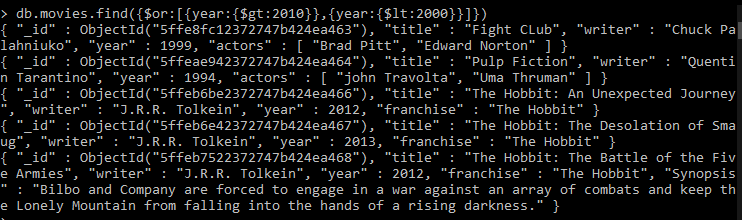 > db.movies.find({$or:[{year:{$gt:2010}},{year:{$lt:2000}}]})
{ "_id" : ObjectId("5ffe8fc12372747b424ea463"), "title" : "Fight CLub", "writer" : "Chuck Pa
lahniuko", "year" : 1999, "actors" : [ "Brad Pitt", "Edward Norton" ] }
{ "_id" : ObjectId("5ffeae942372747b424ea464"), "title" : "Pulp Fiction", "writer" : "Quenti
n Tarantino", "year" : 1994, "actors" : [ "john Travolta", "Uma Thruman" ] }
{ "_id" : ObjectId("5ffeb6be2372747b424ea466"), "title" : "The Hobbit: An Unexpected Journey
", "writer" : "J.R.R. Tolkein", "year" : 2012, "franchise" : "The Hobbit" }
{ "_id" : ObjectId("5ffeb6e42372747b424ea467"), "title" : "The Hobbit: The Desolation of Sma
ug", "writer" : "J.R.R. Tolkein", "year" : 2013, "franchise" : "The Hobbit" }
{ "_id" : ObjectId("5ffeb7522372747b424ea468"), "title" : "The Hobbit: The Battle of the Fiv
e Armies", "writer" : "J.R.R. Tolkein", "year" : 2012, "franchise" : "The Hobbit", "Synopsis
" : "Bilbo and Company are forced to engage in a war against an array of combats and keep th
e Lonely Mountain from falling into the hands of a rising darkness." }